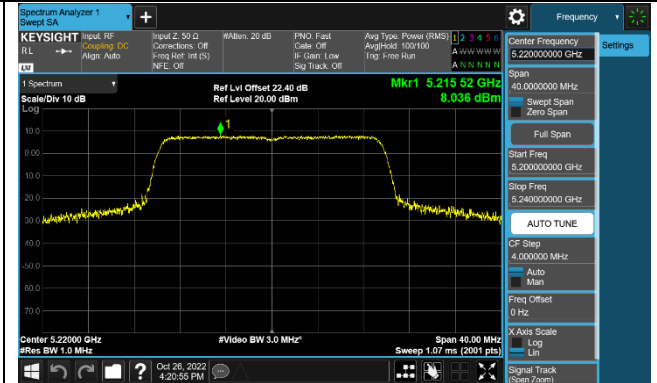 Spectrum Analyzer 1
Swept SA
Frequency
KEYSIGHT
RL
Input: RF
Coupling: DC
Align: Auto
Input Z: 50 Ω
Corrections: Off
Freq Ref: Int (S)
NFE: Off
#Atten: 20 dB
PNO: Fast
Gate: Off
IF Gain: Low
Sig Track: Off
Avg Type: Power (RMS)
Avg|Hold: 100/100
Trig: Free Run
1 2 3 4 5 6
A W W W W W
A N N N N N
LXI
1 Spectrum
Scale/Div 10 dB
Log
Ref Lvl Offset 22.40 dB
Ref Level 20.00 dBm
Mkr1 5.215 52 GHz
8.036 dBm
1
10.0
0.00
-10.0
-20.0
-30.0
-40.0
-50.0
-60.0
-70.0
Center 5.22000 GHz
#Res BW 1.0 MHz
#Video BW 3.0 MHz*
Span 40.00 MHz
Sweep 1.07 ms (2001 pts)
Oct 26, 2022
4:20:55 PM
Settings
Center Frequency
5.220000000 GHz
Span
40.0000000 MHz
Swept Span
Zero Span
Full Span
Start Freq
5.200000000 GHz
Stop Freq
5.240000000 GHz
AUTO TUNE
CF Step
4.000000 MHz
Auto
Man
Freq Offset
0 Hz
X Axis Scale
Log
Lin
Signal Track
(Span Zoom)